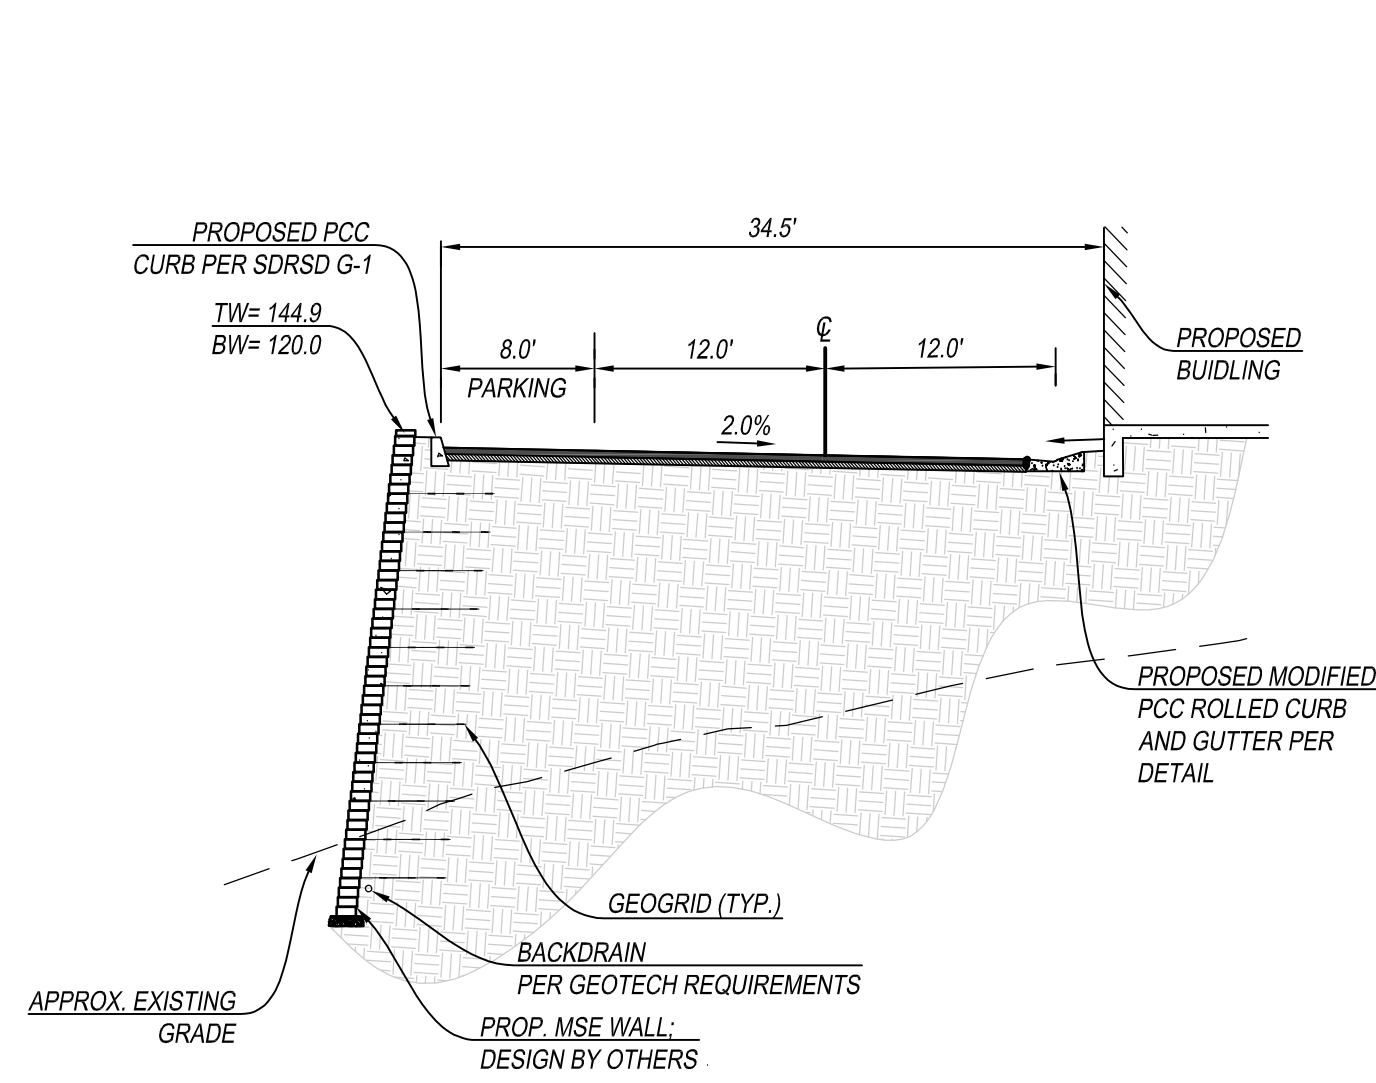 34.5'
PROPOSED PCC
CURB PER SDRSD G-1
TW= 144.9
BW= 120.0
℄
8.0'
12.0'
12.0'
PARKING
PROPOSED
BUIDLING
2.0%
PROPOSED MODIFIED
PCC ROLLED CURB
AND GUTTER PER
DETAIL
GEOGRID (TYP.)
BACKDRAIN
PER GEOTECH REQUIREMENTS
APPROX. EXISTING
GRADE
PROP. MSE WALL;
DESIGN BY OTHERS